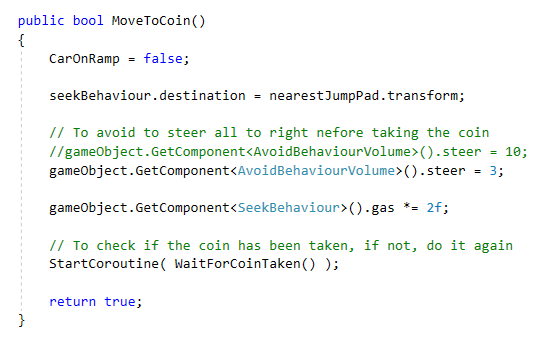 public bool MoveToCoin()
{
CarOnRamp = false;
seekBehaviour.destination = nearestJumpPad.transform;
// To avoid to steer all to right nefore taking the coin
//gameObject.GetComponent<AvoidBehaviourVolume>().steer = 10;
gameObject.GetComponent<AvoidBehaviourVolume>().steer = 3;
gameObject.GetComponent<SeekBehaviour>().gas *= 2f;
// To check if the coin has been taken, if not, do it again
StartCoroutine( WaitForCoinTaken() );
return true;
}